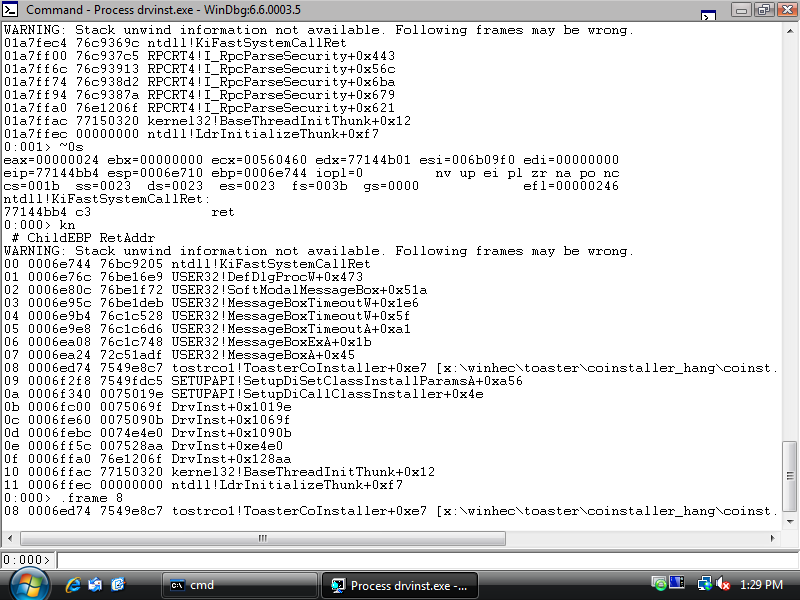 Command - Process drvinst.exe - WinDbg:6.6.0003.5
WARNING: Stack unwind information not available. Following frames may be wrong.
01a7fec4 76c9369c ntdll!KiFastSystemCallRet
01a7ff00 76c937c5 RPCRT4!I_RpcParseSecurity+0x443
01a7ff6c 76c93913 RPCRT4!I_RpcParseSecurity+0x56c
01a7ff74 76c938d2 RPCRT4!I_RpcParseSecurity+0x6ba
01a7ff94 76c9387a RPCRT4!I_RpcParseSecurity+0x679
01a7ffa0 76e1206f RPCRT4!I_RpcParseSecurity+0x621
01a7ffac 77150320 kernel32!BaseThreadInitThunk+0x12
01a7ffec 00000000 ntdll!LdrInitializeThunk+0xf7
0:001> ~0s
eax=00000024 ebx=00000000 ecx=00560460 edx=77144b01 esi=006b09f0 edi=00000000
eip=77144bb4 esp=0006e710 ebp=0006e744 iopl=0 nv up ei pl zr na po nc
cs=001b ss=0023 ds=0023 es=0023 fs=003b gs=0000 efl=00000246
ntdll!KiFastSystemCallRet:
77144bb4 c3 ret
0:000> kn
# ChildEBP RetAddr
WARNING: Stack unwind information not available. Following frames may be wrong.
00 0006e744 76bc9205 ntdll!KiFastSystemCallRet
01 0006e76c 76be16e9 USER32!DefDlgProcW+0x473
02 0006e80c 76be1f72 USER32!SoftModalMessageBox+0x51a
03 0006e95c 76be1deb USER32!MessageBoxTimeoutW+0x1e6
04 0006e9b4 76c1c528 USER32!MessageBoxTimeoutW+0x5f
05 0006e9e8 76c1c6d6 USER32!MessageBoxTimeoutA+0xa1
06 0006ea08 76c1c748 USER32!MessageBoxExA+0x1b
07 0006ea24 72c51adf USER32!MessageBoxA+0x45
08 0006ed74 7549e8c7 tostrco1!ToasterCoInstaller+0xe7 [x:\winhec\toaster\coinstaller_hang\coinst.
09 0006f2f8 7549fdc5 SETUPAPI!SetupDiSetClassInstallParamsA+0xa56
0a 0006f340 0075019e SETUPAPI!SetupDiCallClassInstaller+0x4e
0b 0006fc00 0075069f DrvInst+0x1019e
0c 0006fe60 0075090b DrvInst+0x1069f
0d 0006febc 0074e4e0 DrvInst+0x1090b
0e 0006ff5c 007528aa DrvInst+0xe4e0
0f 0006ffa0 76e1206f DrvInst+0x128aa
10 0006ffac 77150320 kernel32!BaseThreadInitThunk+0x12
11 0006ffec 00000000 ntdll!LdrInitializeThunk+0xf7
0:000> .frame 8
08 0006ed74 7549e8c7 tostrco1!ToasterCoInstaller+0xe7 [x:\winhec\toaster\coinstaller_hang\coinst.
0:000>
cmd
Process drvinst.exe -...
1:29 PM